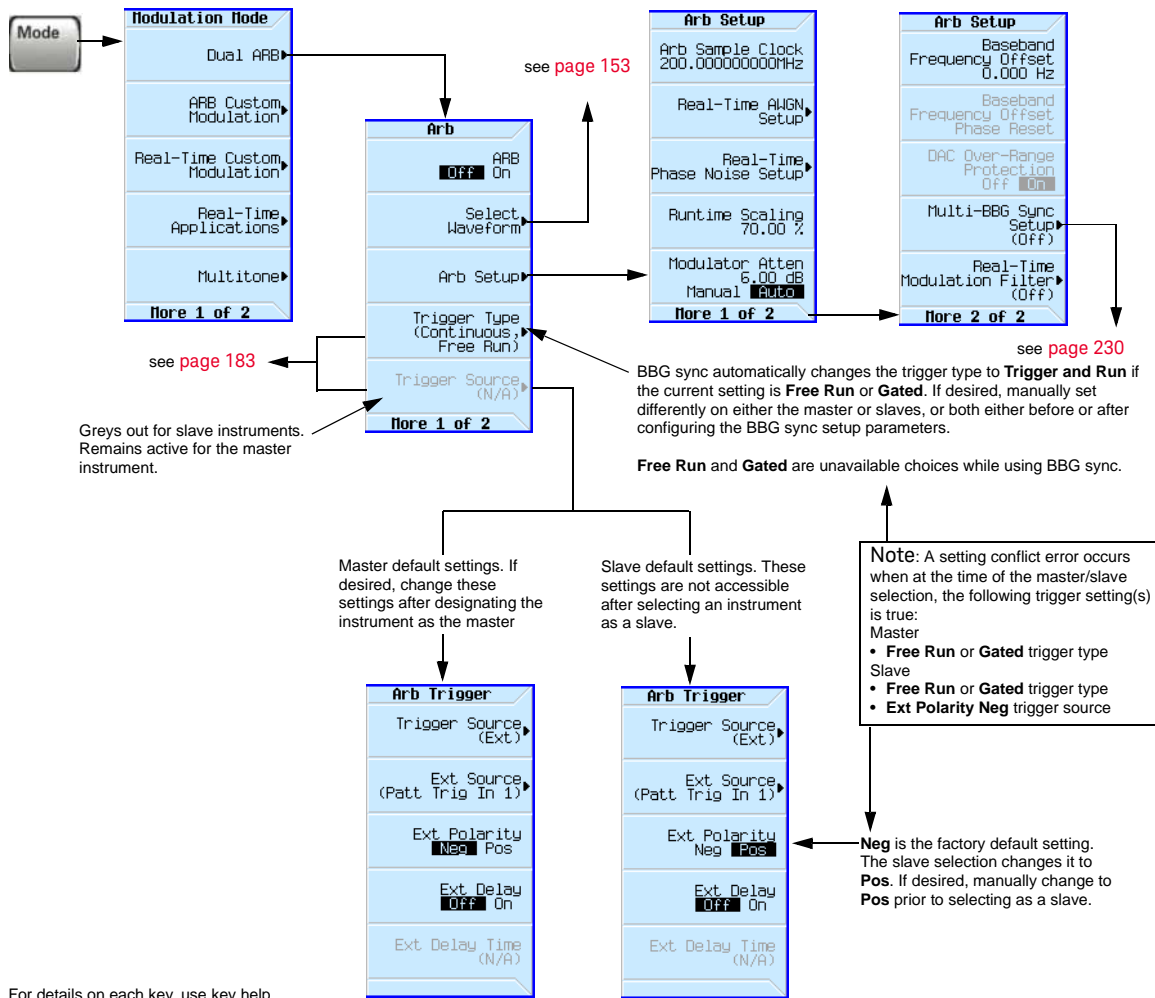 Mode
Modulation Mode
Dual ARB
ARB Custom
Modulation
Real-Time Custom
Modulation
Real-Time
Applications
Multitone
More 1 of 2
Arb
ARB
Off On
Select
Waveform
Arb Setup
Trigger Type
(Continuous,
Free Run)
Trigger Source
(N/A)
More 1 of 2
see page 153
see page 183
Greys out for slave instruments.
Remains active for the master
instrument.
Arb Setup
Arb Sample Clock
200.000000000MHz
Real-Time AWGN
Setup
Real-Time
Phase Noise Setup
Runtime Scaling
70.00 %
Modulator Atten
6.00 dB
Manual Auto
More 1 of 2
Arb Setup
Baseband
Frequency Offset
0.000 Hz
Baseband
Frequency Offset
Phase Reset
DAC Over-Range
Protection
Off On
Multi-BBG Sync
Setup
(Off)
Real-Time
Modulation Filter
(Off)
More 2 of 2
see page 230
BBG sync automatically changes the trigger type to Trigger and Run if
the current setting is Free Run or Gated. If desired, manually set
differently on either the master or slaves, or both either before or after
configuring the BBG sync setup parameters.
Free Run and Gated are unavailable choices while using BBG sync.
Master default settings. If
desired, change these
settings after designating the
instrument as the master
Slave default settings. These
settings are not accessible
after selecting an instrument
as a slave.
Note: A setting conflict error occurs
when at the time of the master/slave
selection, the following trigger setting(s)
is true:
Master
• Free Run or Gated trigger type
Slave
• Free Run or Gated trigger type
• Ext Polarity Neg trigger source
Arb Trigger
Trigger Source
(Ext)
Ext Source
(Patt Trig In 1)
Ext Polarity
Neg Pos
Ext Delay
Off On
Ext Delay Time
(N/A)
Arb Trigger
Trigger Source
(Ext)
Ext Source
(Patt Trig In 1)
Ext Polarity
Neg Pos
Ext Delay
Off On
Ext Delay Time
(N/A)
Neg is the factory default setting.
The slave selection changes it to
Pos. If desired, manually change to
Pos prior to selecting as a slave.
For details on each key, use key help